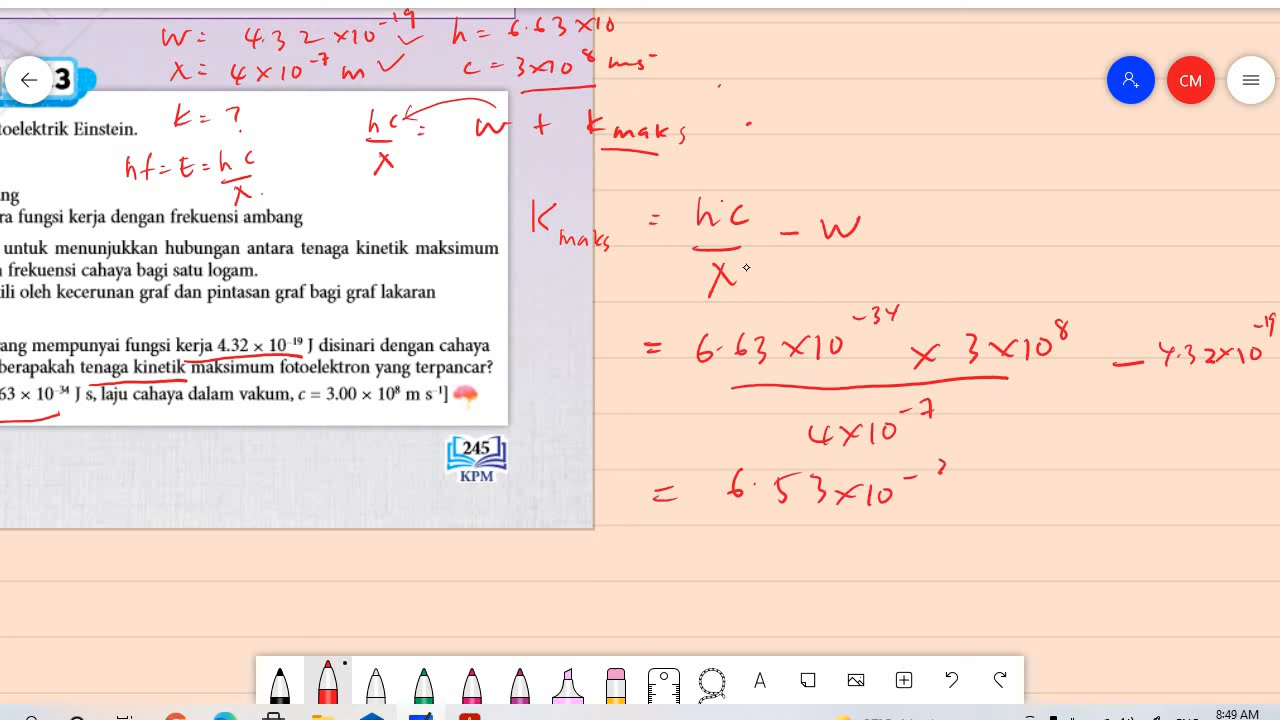 W = 4.32 × 10⁻¹⁹ ✓ h = 6.63 × 10
λ = 4 × 10⁻⁷ m ✓ c = 3 × 10⁸ ms⁻
3
K = ?
hc/λ = W + Kmaks
toelektrik Einstein.
hf = E = hc/λ
ng
ra fungsi kerja dengan frekuensi ambang
Kmaks = hc/λ − W
untuk menunjukkan hubungan antara tenaga kinetik maksimum
frekuensi cahaya bagi satu logam.
ili oleh kecerunan graf dan pintasan graf bagi graf lakaran
ang mempunyai fungsi kerja 4.32 × 10⁻¹⁹ J disinari dengan cahaya
berapakah tenaga kinetik maksimum fotoelektron yang terpancar?
63 × 10⁻³⁴ J s, laju cahaya dalam vakum, c = 3.00 × 10⁸ m s⁻¹]
= 6.63 × 10⁻³⁴ × 3 × 10⁸ / 4 × 10⁻⁷ − 4.32 × 10⁻¹⁹
245
KPM
= 6.53 × 10⁻²
CM
A
8:49 AM